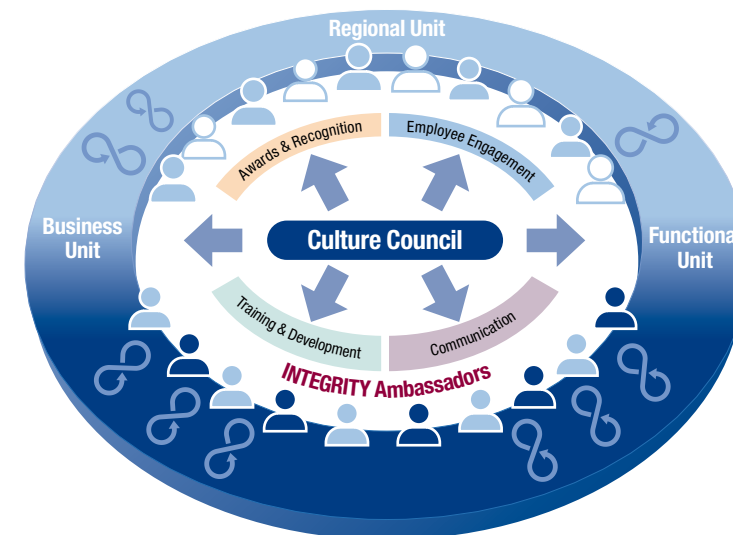 Regional Unit
Awards & Recognition
Employee Engagement
Business
Unit
Culture Council
Functiona
Unit
Training & Development
Communication
INTEGRITY Ambassadors